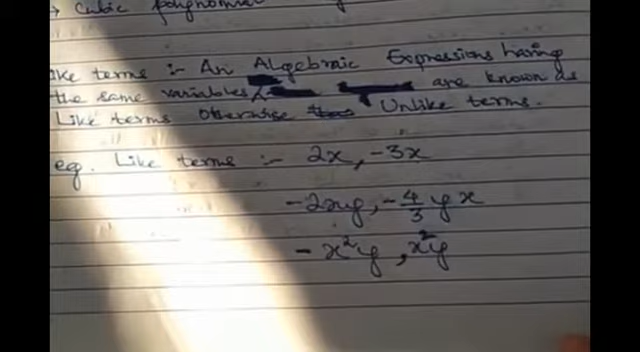 → Cubic polynomial
ke terms :- An Algebraic Expressions having
the same variables are known as
Like terms Otherwise Unlike terms.
eg. Like terms :- 2x, -3x
-2xy, -4/3 yx
- x²y, x²y